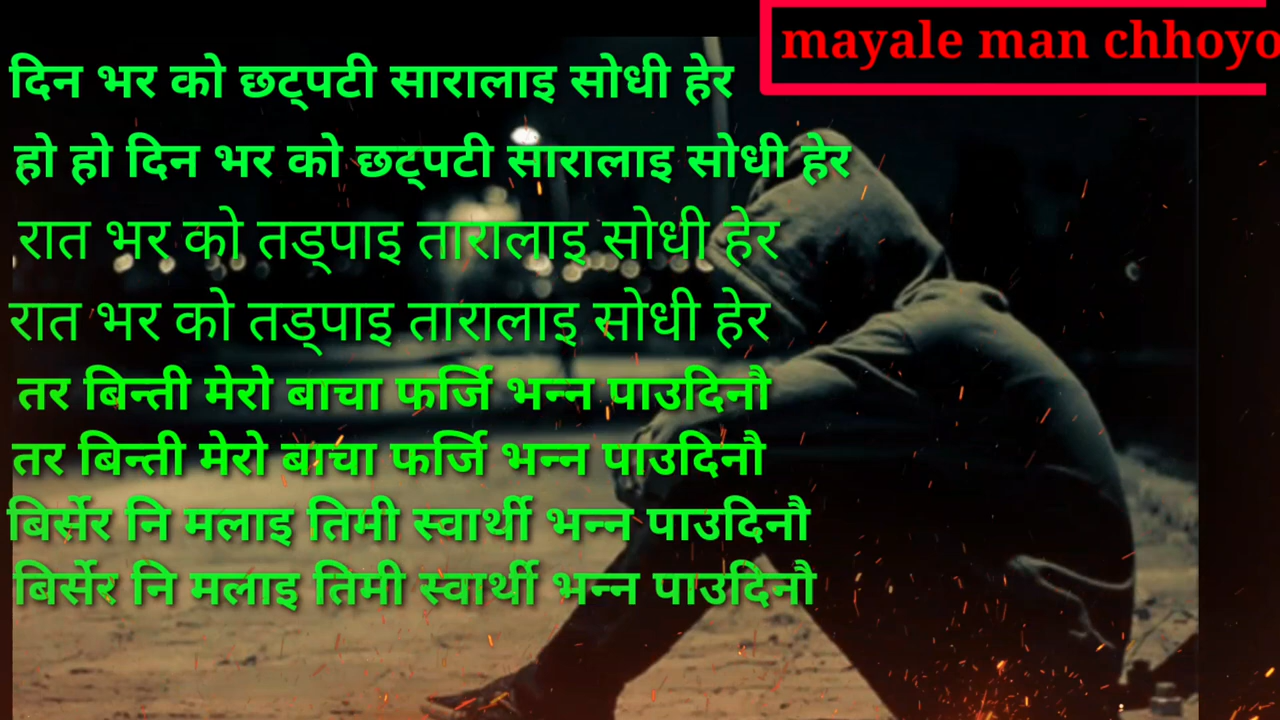 mayale man chhoyo
दिन भर को छट्पटी सारालाइ सोधी हेर
हो हो दिन भर को छट्पटी सारालाइ सोधी हेर
रात भर को तड्पाइ तारालाइ सोधी हेर
रात भर को तड्पाइ तारालाइ सोधी हेर
तर बिन्ती मेरो बाचा फर्जि भन्न पाउदिनौ
तर बिन्ती मेरो बाचा फर्जि भन्न पाउदिनौ
बिर्सेर नि मलाइ तिमी स्वार्थी भन्न पाउदिनौ
बिर्सेर नि मलाइ तिमी स्वार्थी भन्न पाउदिनौ